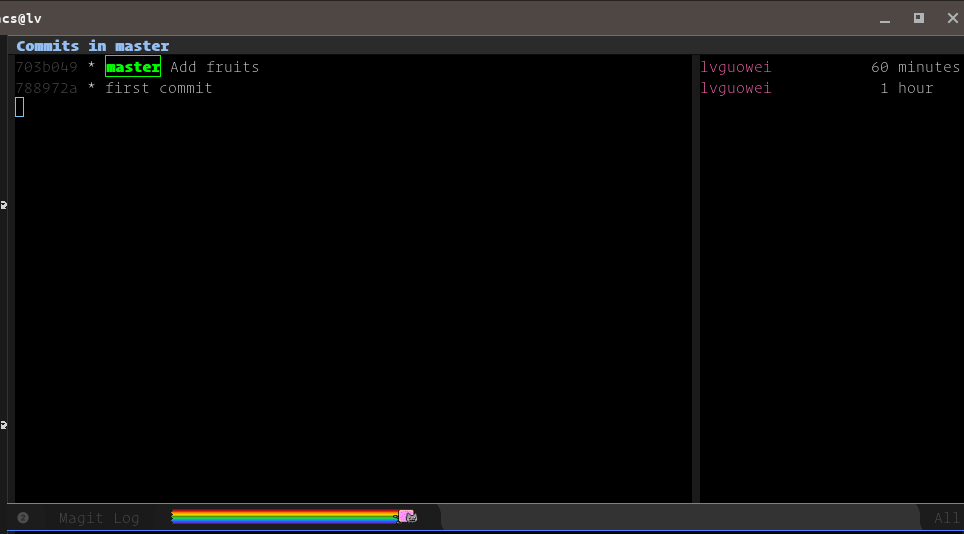 cs@lv
Commits in master
703b049 * master Add fruits lvguowei 60 minutes
788972a * first commit lvguowei 1 hour
2 Magit Log All